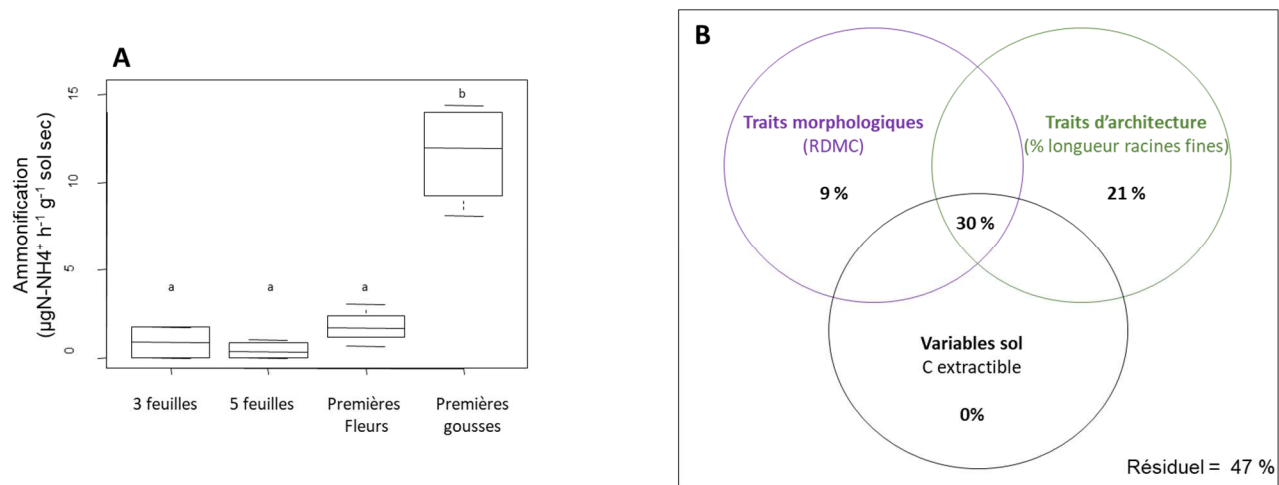 A
Ammonification
(µgN-NH4⁺ h⁻¹ g⁻¹ sol sec)
15
10
5
0
a
a
a
b
3 feuilles
5 feuilles
Premières
Fleurs
Premières
gousses
B
Traits morphologiques
(RDMC)
9 %
Traits d'architecture
(% longueur racines fines)
21 %
30 %
Variables sol
C extractible
0%
Résiduel = 47 %